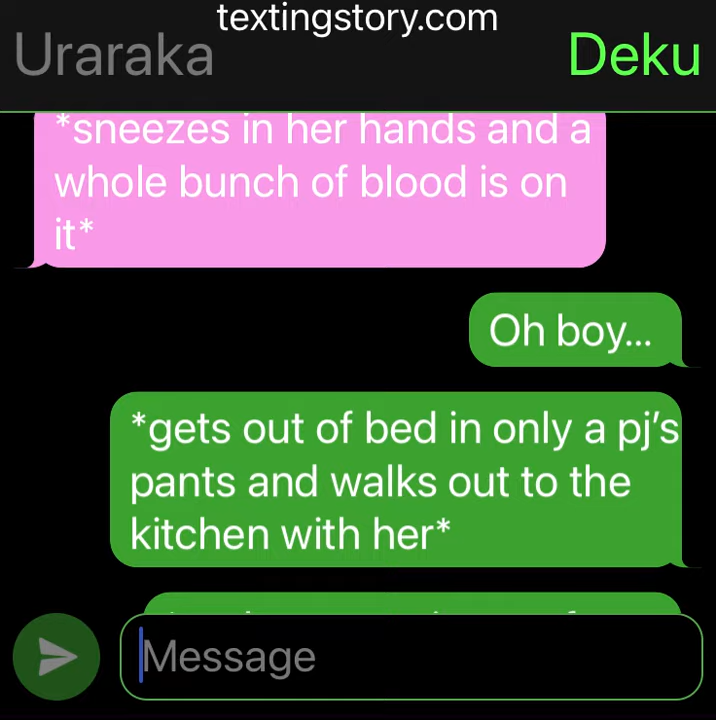 textingstory.com
Uraraka
Deku
*sneezes in her hands and a
whole bunch of blood is on
it*
Oh boy...
*gets out of bed in only a pj’s
pants and walks out to the
kitchen with her*
Message